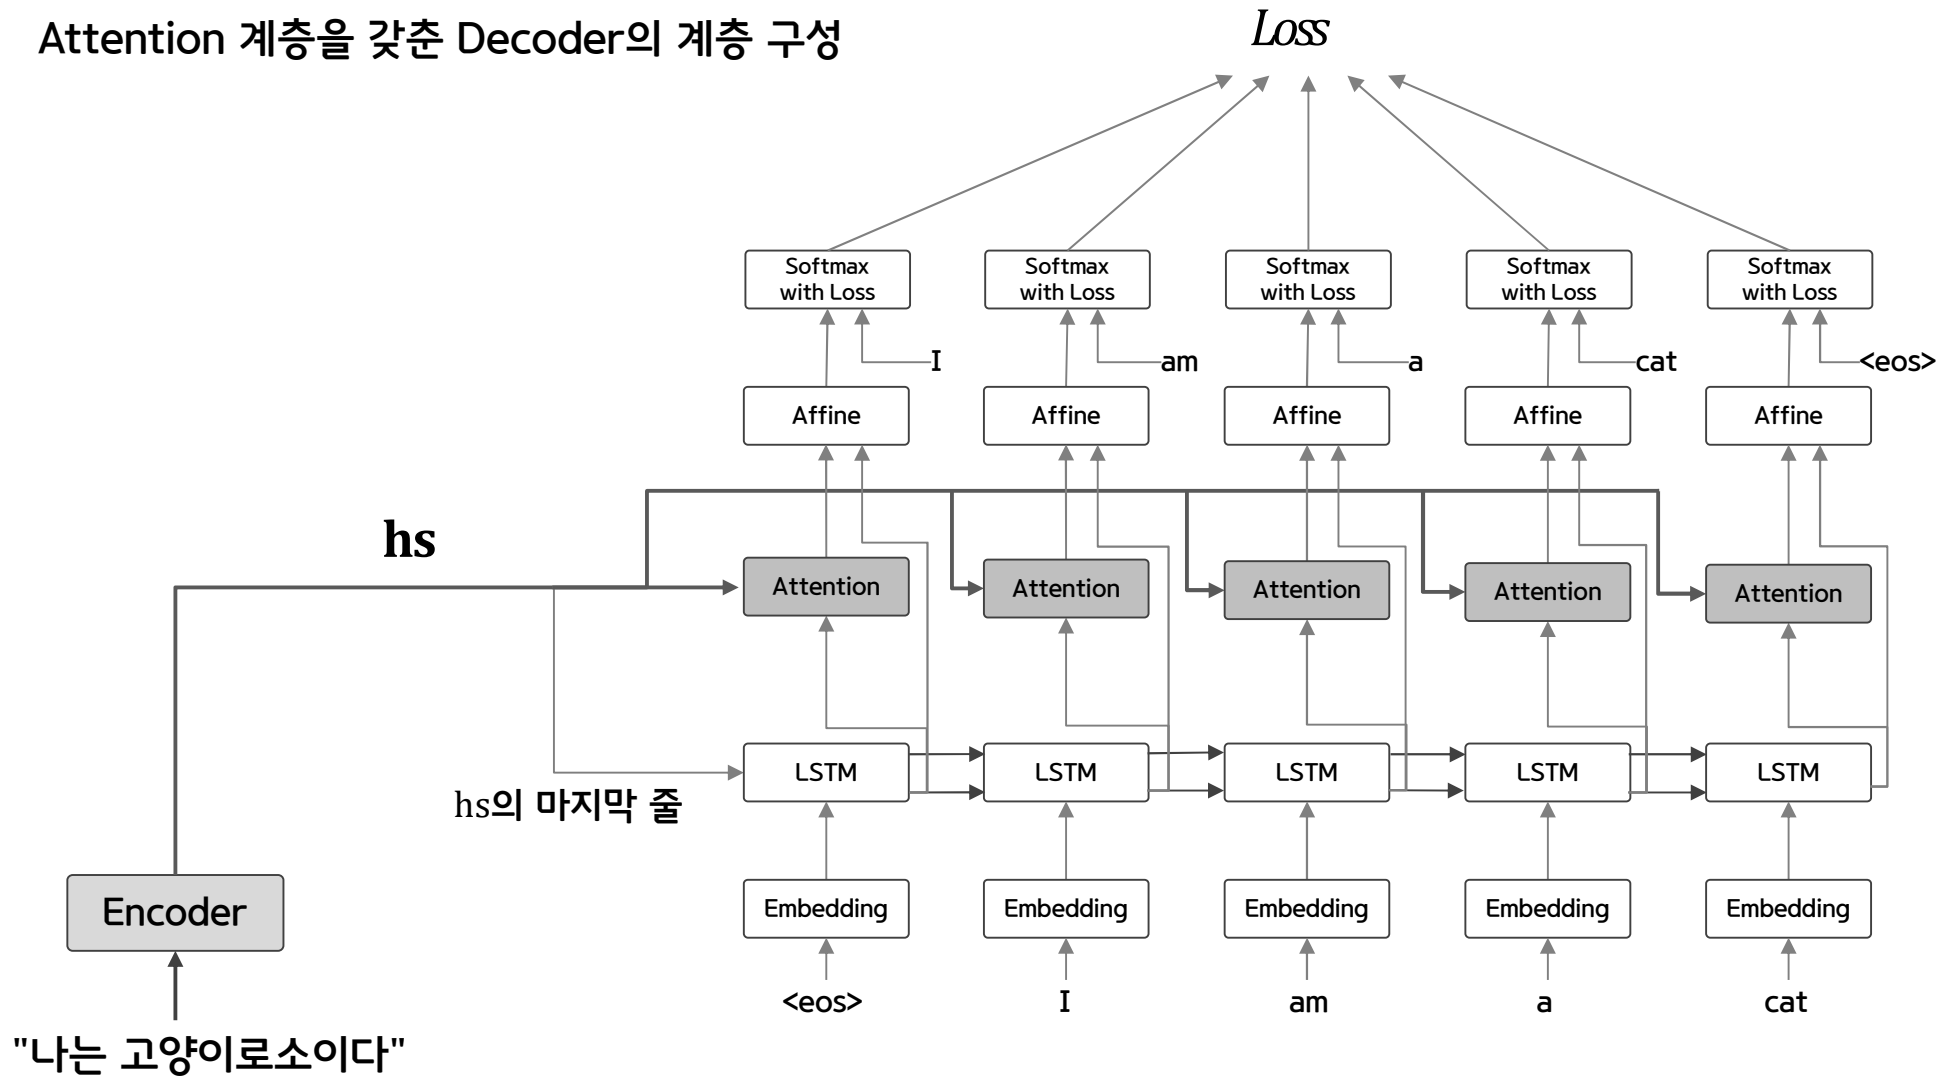 Attention 계층을 갖춘 Decoder의 계층 구성
Loss
Softmax
with Loss
Softmax
with Loss
Softmax
with Loss
Softmax
with Loss
Softmax
with Loss
I
am
a
cat
<eos>
Affine
Affine
Affine
Affine
Affine
hs
Attention
Attention
Attention
Attention
Attention
LSTM
LSTM
LSTM
LSTM
LSTM
hs의 마지막 줄
Encoder
Embedding
Embedding
Embedding
Embedding
Embedding
<eos>
I
am
a
cat
"나는 고양이로소이다"